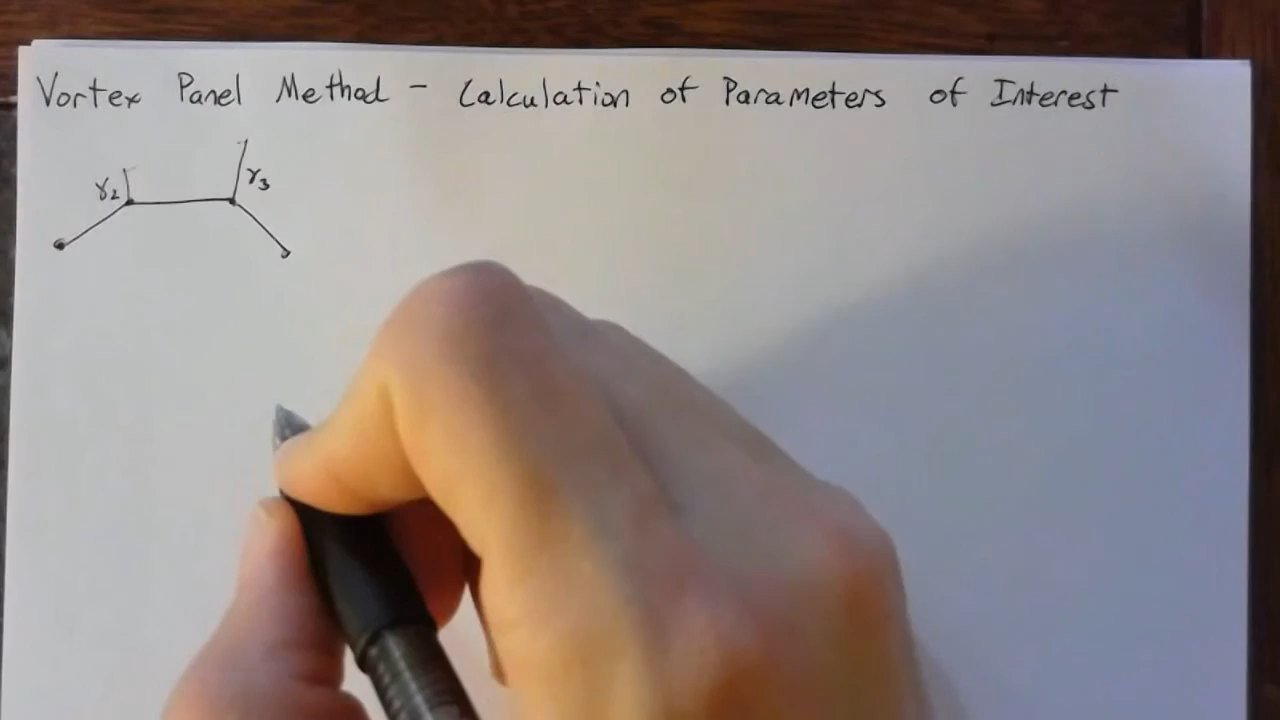 Vortex Panel Method - Calculation of Parameters of Interest
γ₂ γ₃